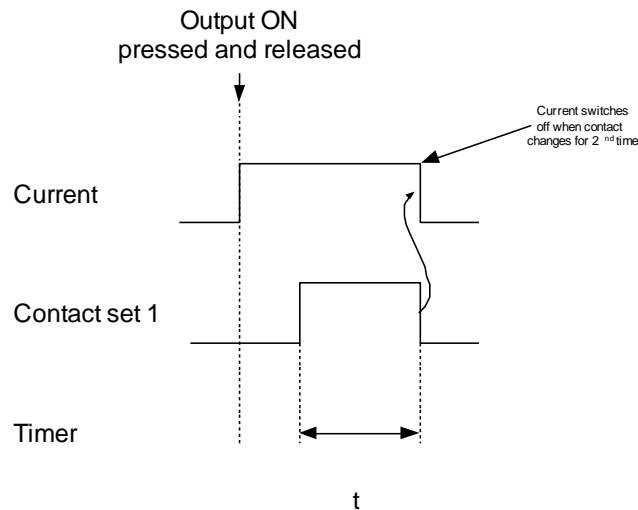 Output ON
pressed and released
Current switches
off when contact
changes for 2 nd time
Current
Contact set 1
Timer
t